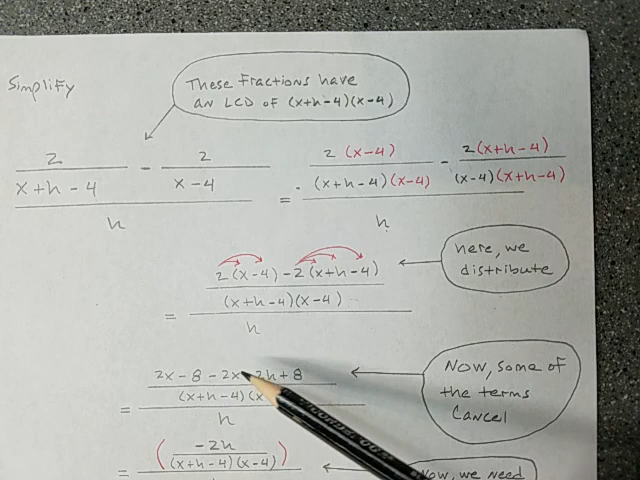 Simplify
These Fractions have
an LCD of (x+h-4)(x-4)
2/(x+h-4) - 2/(x-4)
h
= 2(x-4)/(x+h-4)(x-4) - 2(x+h-4)/(x-4)(x+h-4)
h
= 2(x-4)-2(x+h-4)
(x+h-4)(x-4)
h
here, we
distribute
= 2x-8-2x-2h+8
(x+h-4)(x
h
Now, some of
the terms
Cancel
= (-2h/(x+h-4)(x-4))
Now, we need